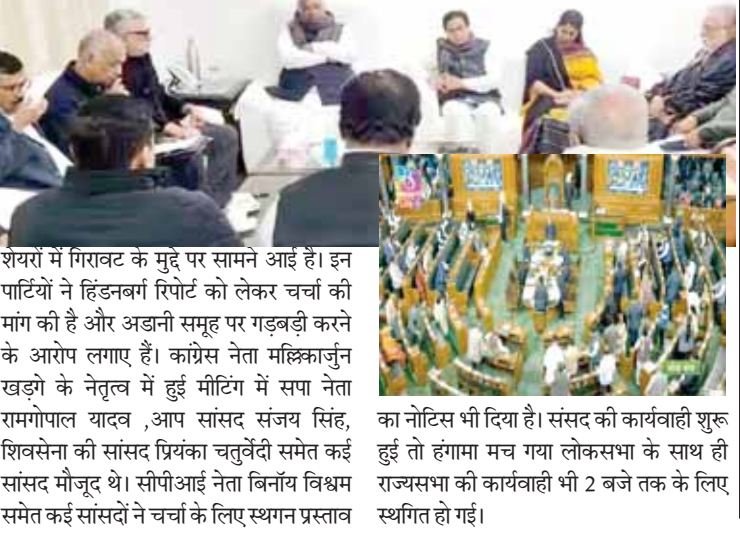 शेयरों में गिरावट के मुद्दे पर सामने आई है। इन
पार्टियों ने हिंडनबर्ग रिपोर्ट को लेकर चर्चा की
मांग की है और अडानी समूह पर गड़बड़ी करने
के आरोप लगाए हैं। कांग्रेस नेता मल्लिकार्जुन
खड़गे के नेतृत्व में हुई मीटिंग में सपा नेता
रामगोपाल यादव ,आप सांसद संजय सिंह,
शिवसेना की सांसद प्रियंका चतुर्वेदी समेत कई
सांसद मौजूद थे। सीपीआई नेता बिनॉय विश्वम
समेत कई सांसदों ने चर्चा के लिए स्थगन प्रस्ताव
का नोटिस भी दिया है। संसद की कार्यवाही शुरू
हुई तो हंगामा मच गया लोकसभा के साथ ही
राज्यसभा की कार्यवाही भी 2 बजे तक के लिए
स्थगित हो गई।